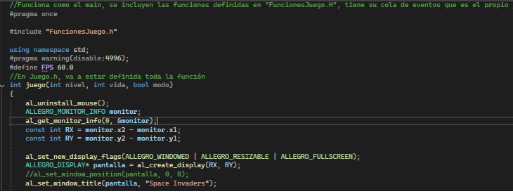 //Funciona como el main, se incluyen las funciones definidas en "FuncionesJuego.H", tiene su cola de eventos que es el propio
#pragma once
#include "FuncionesJuego.h"
using namespace std;
#pragma warning(disable:4996);
#define FPS 60.0
//En Juego.h, va a estar definida toda la función
int juego(int nivel, int vida, bool modo)
{
al_uninstall_mouse();
ALLEGRO_MONITOR_INFO monitor;
al_get_monitor_info(0, &monitor);
const int RX = monitor.x2 - monitor.x1;
const int RY = monitor.y2 - monitor.y1;
al_set_new_display_flags(ALLEGRO_WINDOWED | ALLEGRO_RESIZABLE | ALLEGRO_FULLSCREEN);
ALLEGRO_DISPLAY* pantalla = al_create_display(RX, RY);
//al_set_window_position(pantalla, 0, 0);
al_set_window_title(pantalla, "Space Invaders");